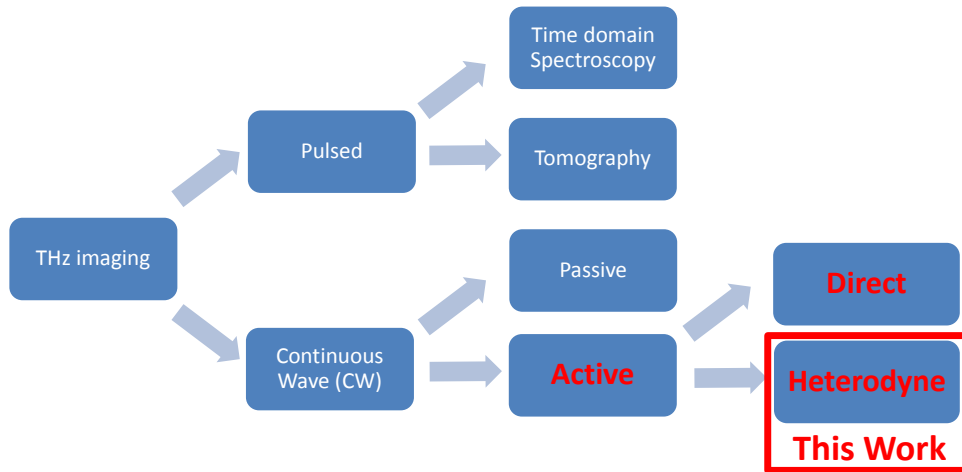 Time domain
Spectroscopy
Pulsed
Tomography
THz imaging
Passive
Direct
Continuous
Wave (CW)
Active
Heterodyne
This Work